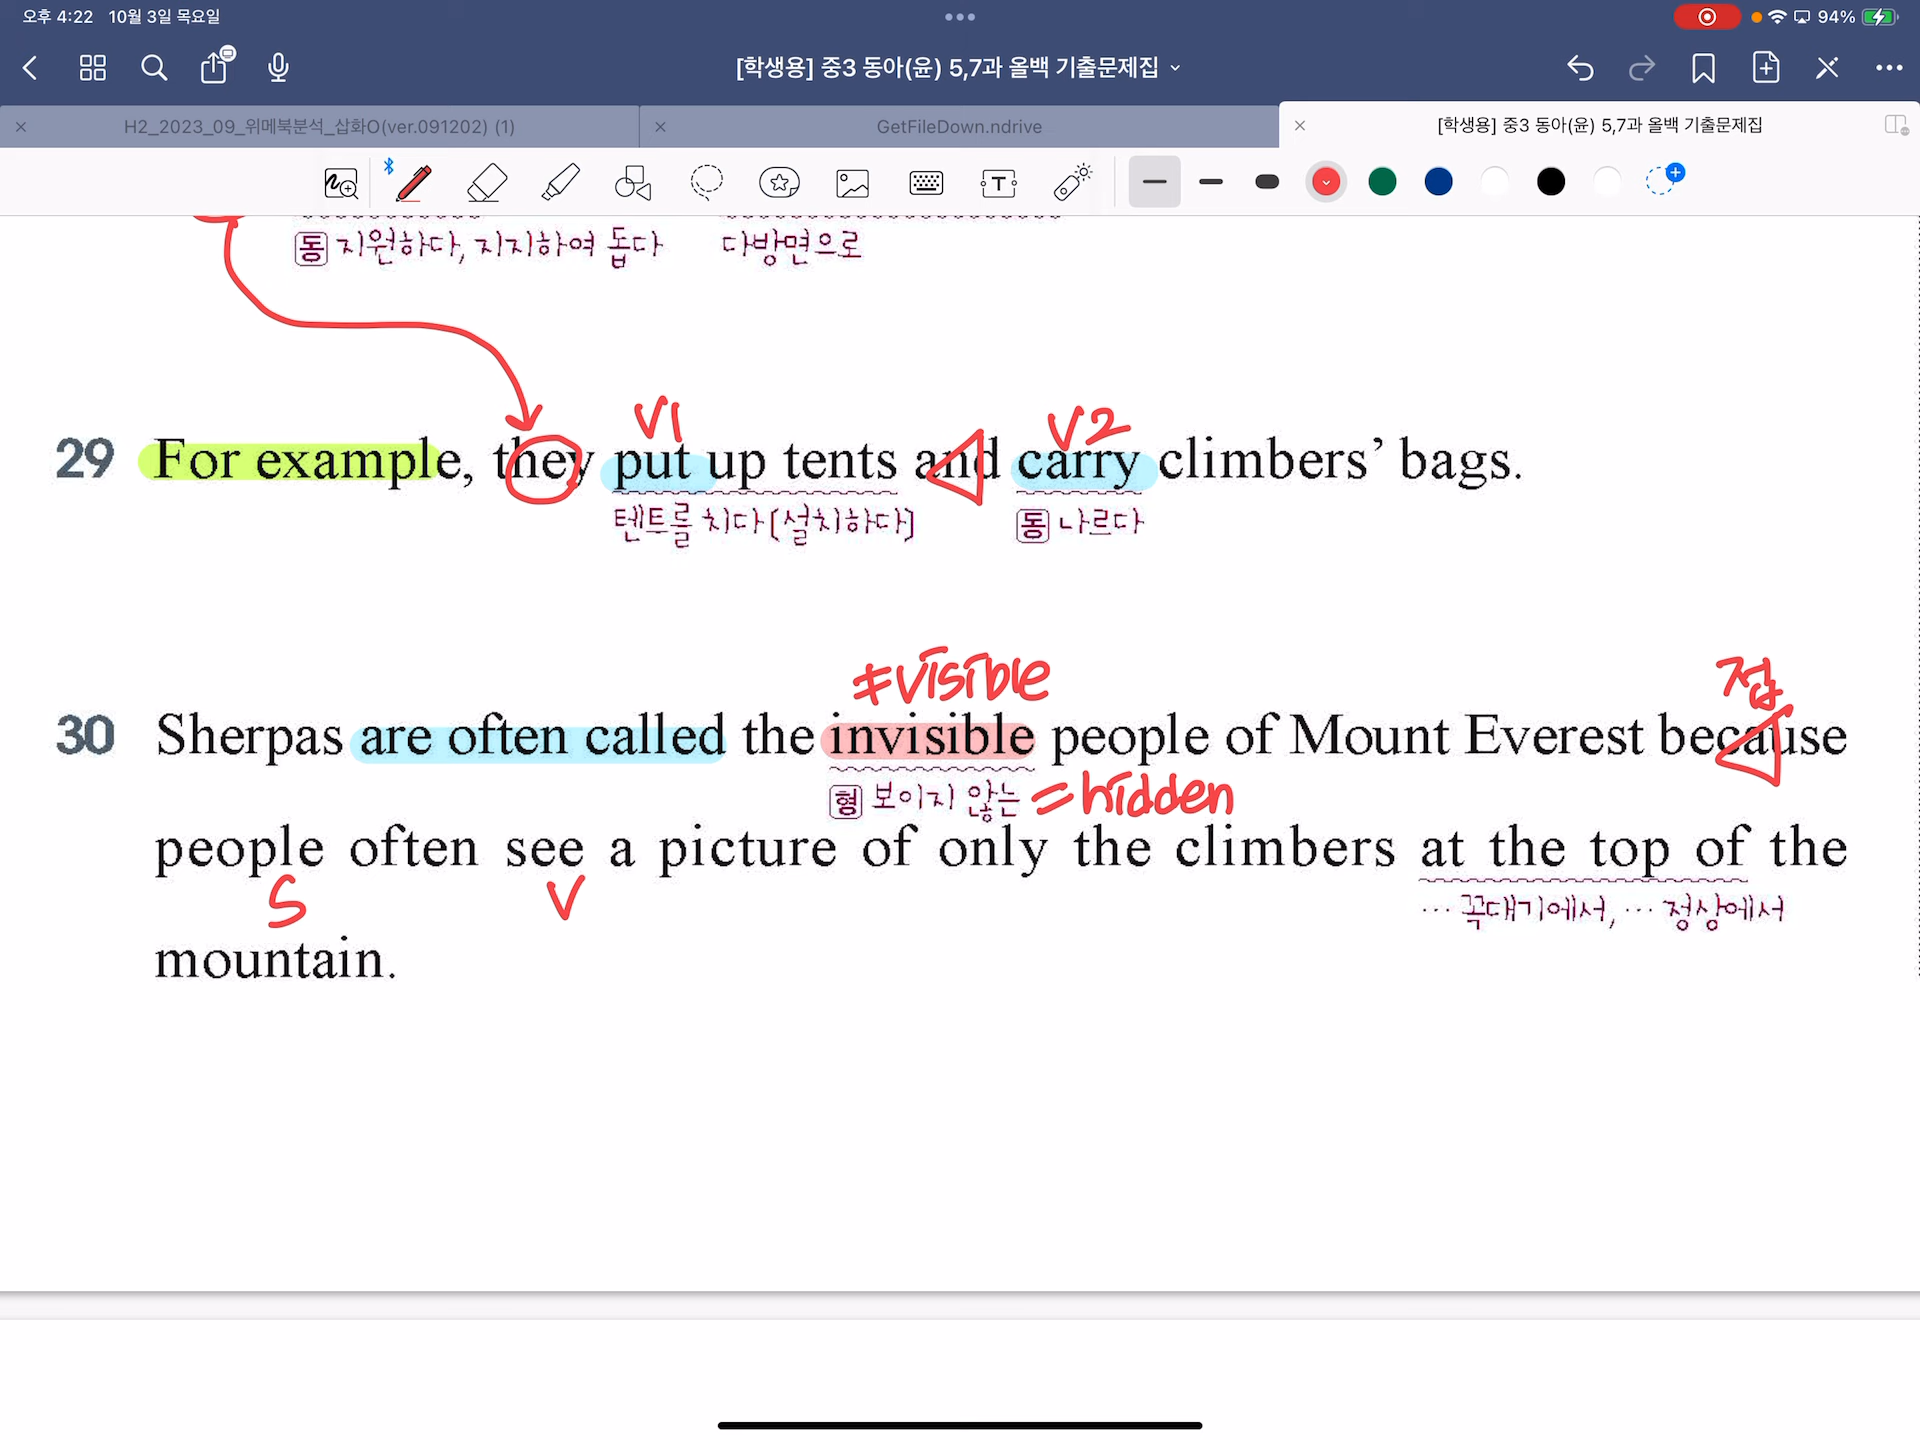 오후 4:22 10월 3일 목요일
94%
[학생용] 중3 동아(윤) 5,7과 올백 기출문제집
H2_2023_09_위메북분석_삽화O(ver.091202) (1)
GetFileDown.ndrive
[학생용] 중3 동아(윤) 5,7과 올백 기출문제집
동 지원하다, 지지하여 돕다 다방면으로
V1 V2
29 For example, they put up tents and carry climbers’ bags.
텐트를 치다[설치하다] 동 나르다
≠visible 접
30 Sherpas are often called the invisible people of Mount Everest because
형 보이지 않는 =hidden
people often see a picture of only the climbers at the top of the
S V … 꼭대기에서, … 정상에서
mountain.